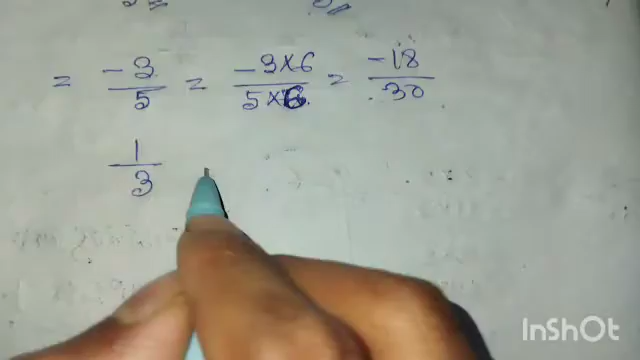 = -3/5 = -3×6/5×6 = -18/30
1/3
InShOt